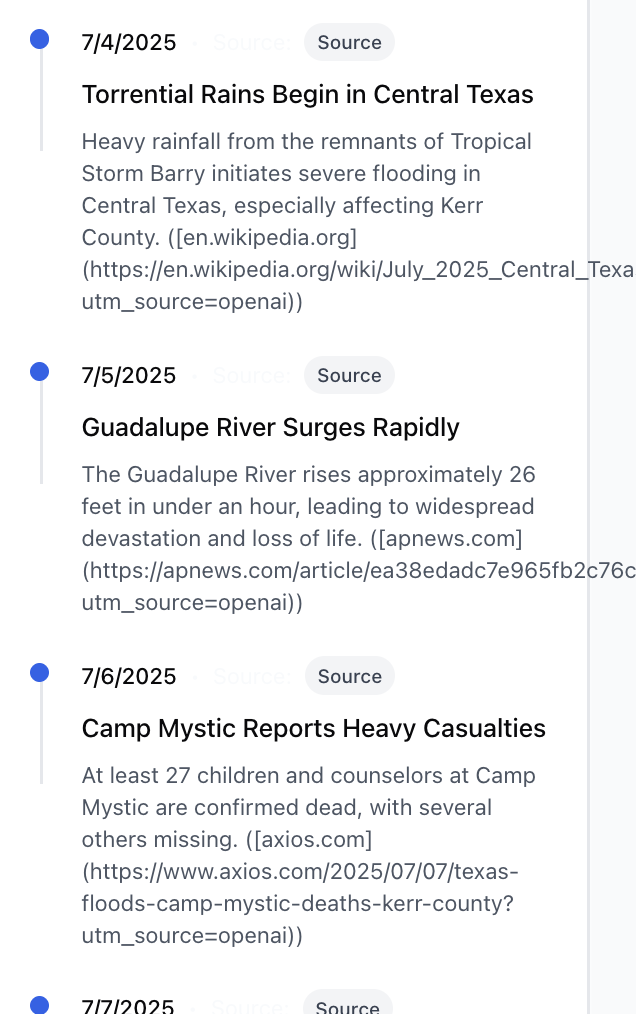 7/4/2025 · Source: Source
Torrential Rains Begin in Central Texas
Heavy rainfall from the remnants of Tropical
Storm Barry initiates severe flooding in
Central Texas, especially affecting Kerr
County. ([en.wikipedia.org]
(https://en.wikipedia.org/wiki/July_2025_Central_Texa
utm_source=openai))
7/5/2025 · Source: Source
Guadalupe River Surges Rapidly
The Guadalupe River rises approximately 26
feet in under an hour, leading to widespread
devastation and loss of life. ([apnews.com]
(https://apnews.com/article/ea38edadc7e965fb2c76c
utm_source=openai))
7/6/2025 · Source: Source
Camp Mystic Reports Heavy Casualties
At least 27 children and counselors at Camp
Mystic are confirmed dead, with several
others missing. ([axios.com]
(https://www.axios.com/2025/07/07/texas-
floods-camp-mystic-deaths-kerr-county?
utm_source=openai))
7/7/2025 · Source: Source